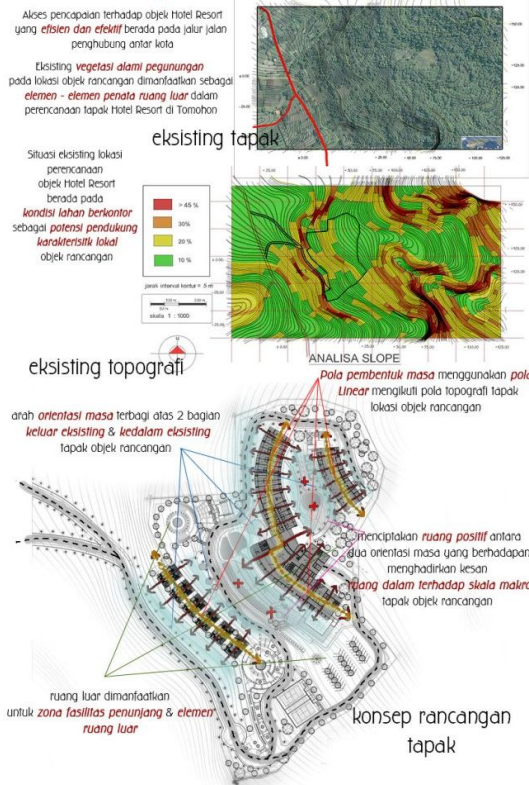 Akses pencapaian terhadap objek Hotel Resort
yang efisien dan efektif berada pada jalur jalan
penghubung antar kota
Eksisting vegetasi alami pegunungan
pada lokasi objek rancangan dimanfaatkan sebagai
elemen - elemen penata ruang luar dalam
perencanaan tapak Hotel Resort di Tomohon
eksisting tapak
Situasi eksisting lokasi
perencanaan
objek Hotel Resort
berada pada
kondisi lahan berkontor
sebagai potensi pendukung
karakterisitk lokal
objek rancangan
> 45 %
30%
20 %
10 %
jarak interval kontur = 5 m
skala 1 : 1000
ANALISA SLOPE
eksisting topografi
Pola pembentuk masa menggunakan pola
Linear mengikuti pola topografi tapak
lokasi objek rancangan
arah orientasi masa terbagi atas 2 bagian
keluar eksisting & kedalam eksisting
tapak objek rancangan
menciptakan ruang positif antara
dua orientasi masa yang berhadapan
menghadirkan kesan
ruang dalam terhadap skala makro
tapak objek rancangan
ruang luar dimanfaatkan
untuk zona fasilitas penunjang & elemen
ruang luar
konsep rancangan
tapak